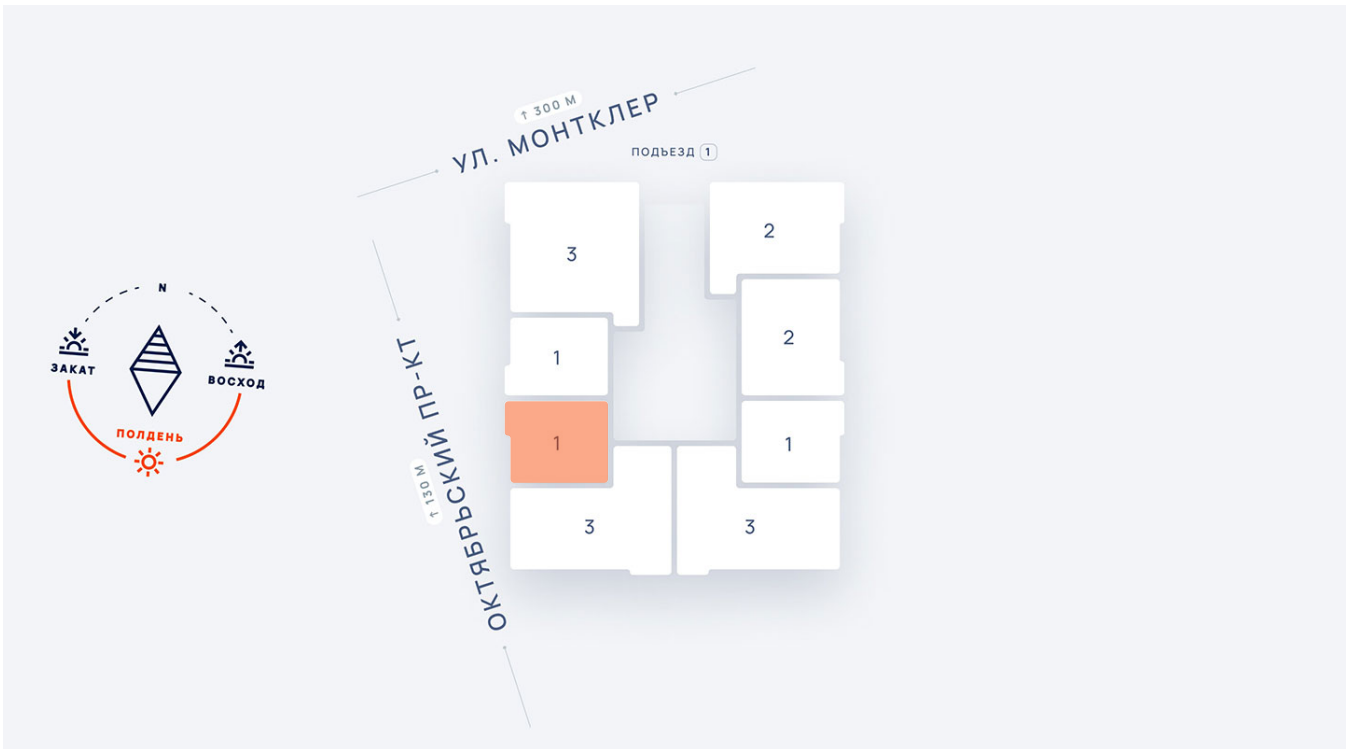 УЛ. МОНТКЛЕР
↑ 300 М
ПОДЪЕЗД 1
3
2
N
ЗАКАТ
ВОСХОД
ПОЛДЕНЬ
1
2
ОКТЯБРЬСКИЙ ПР-КТ
↑ 130 М
1
1
3
3